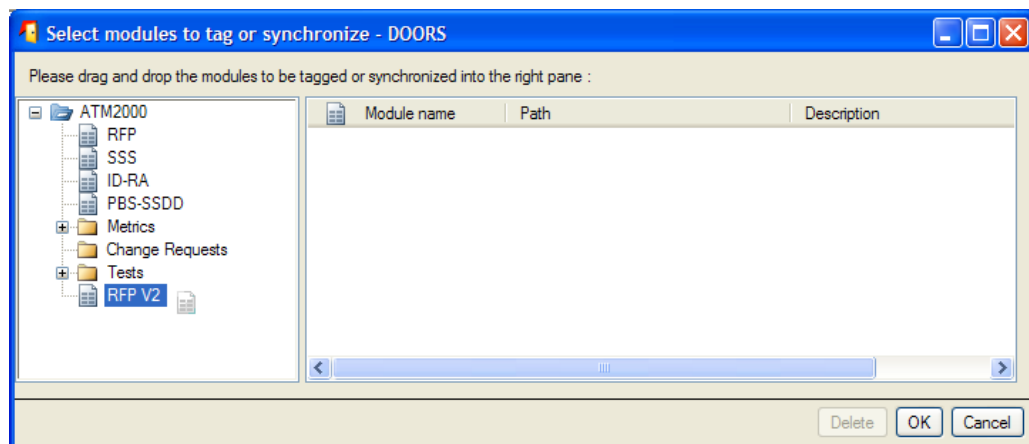 Select modules to tag or synchronize - DOORS
Please drag and drop the modules to be tagged or synchronized into the right pane :
ATM2000
RFP
SSS
ID-RA
PBS-SSDD
Metrics
Change Requests
Tests
RFP V2
Module name Path Description
Delete OK Cancel